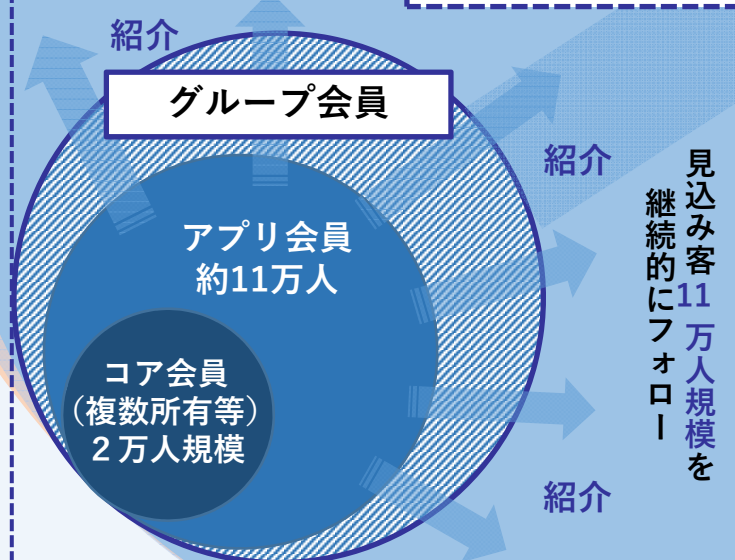 紹介
グループ会員
紹介
アプリ会員
約11万人
コア会員
（複数所有等）
２万人規模
見込み客11万人規模を
継続的にフォロー
紹介